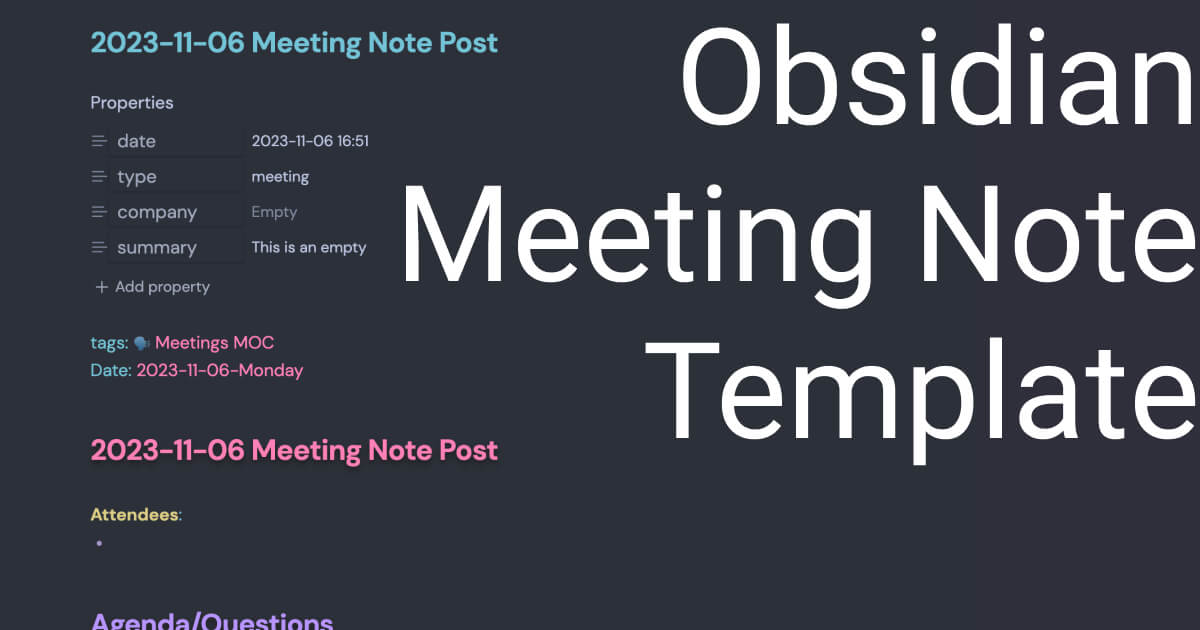 2023-11-06 Meeting Note Post
Properties
date 2023-11-06 16:51
type meeting
company Empty
summary This is an empty
+ Add property
tags: 🗣 Meetings MOC
Date: 2023-11-06-Monday
2023-11-06 Meeting Note Post
Attendees:
•
Agenda/Questions
Obsidian
Meeting Note
Template